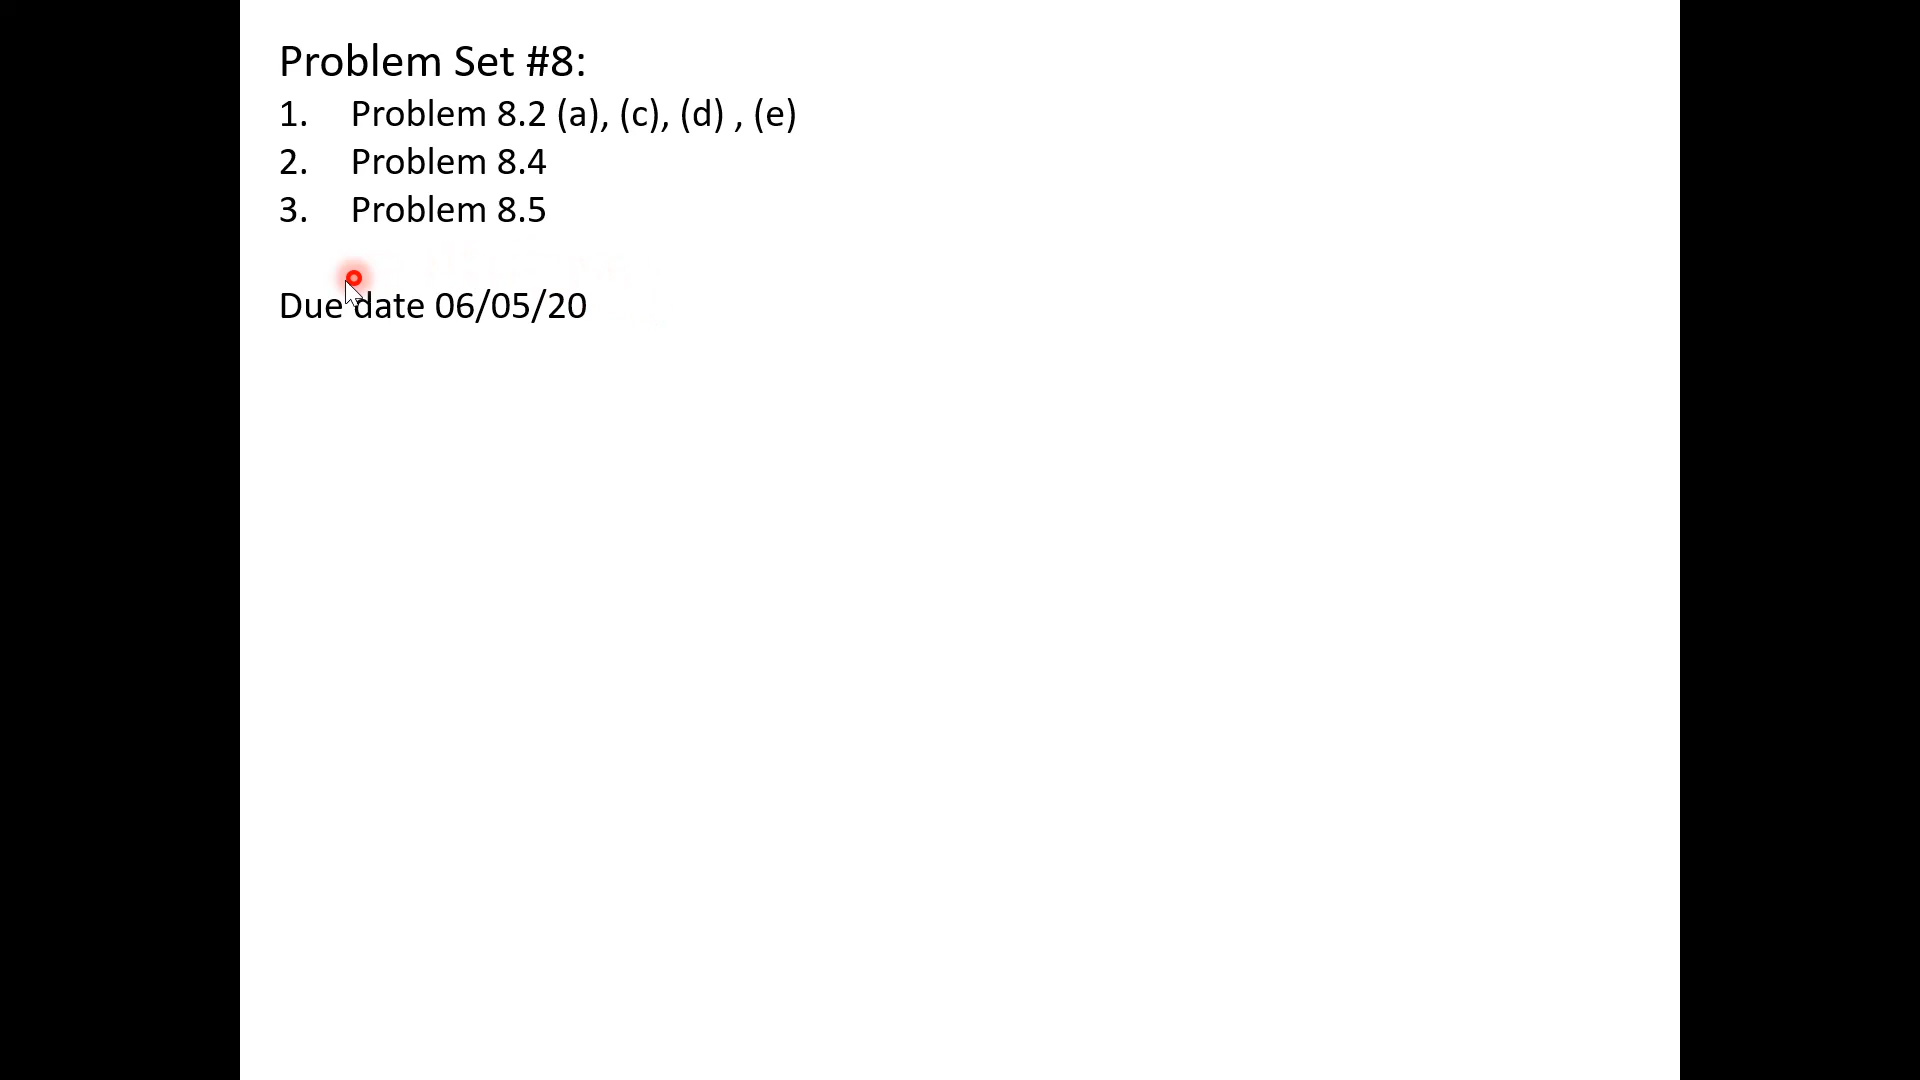 Problem Set #8:
1. Problem 8.2 (a), (c), (d) , (e)
2. Problem 8.4
3. Problem 8.5
Due date 06/05/20